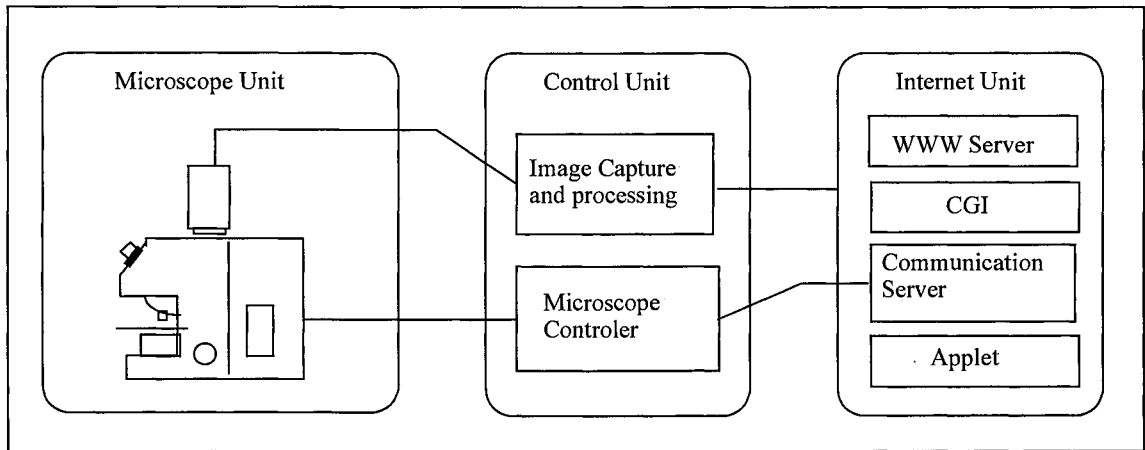 Microscope Unit
Control Unit
Internet Unit
Image Capture
and processing
Microscope
Controler
WWW Server
CGI
Communication
Server
Applet